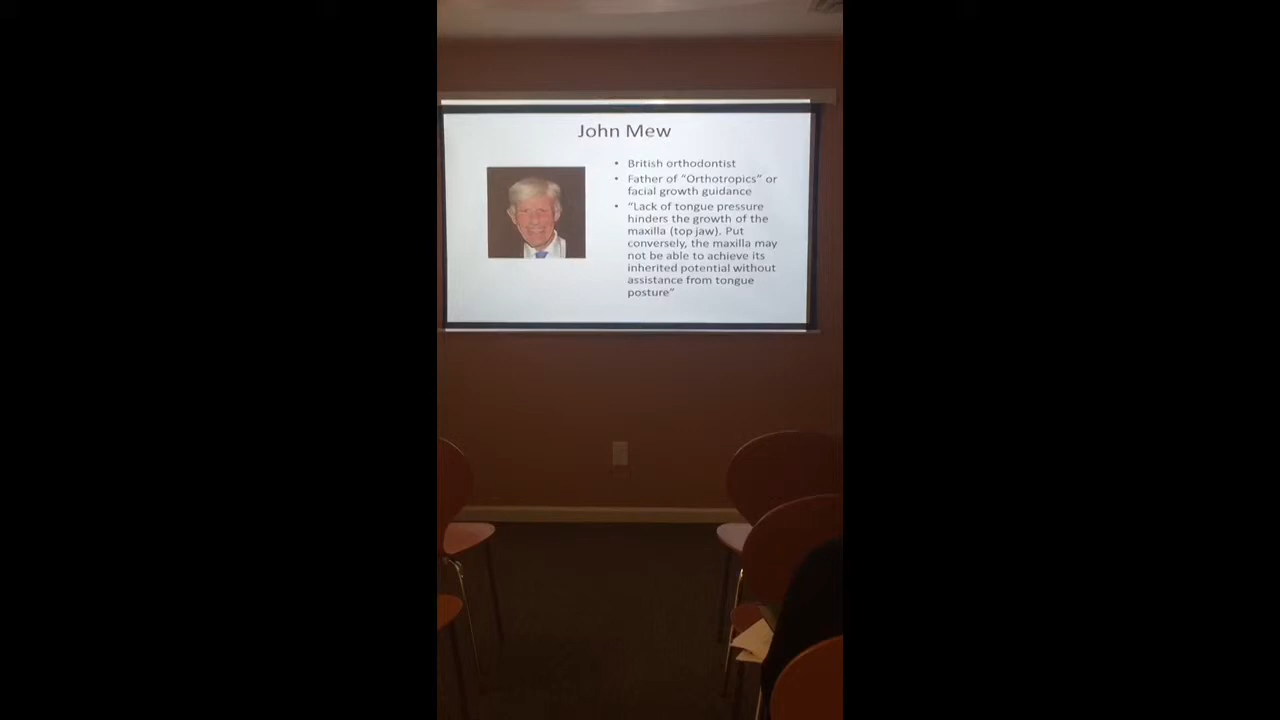 John Mew
• British orthodontist
• Father of “Orthotropics” or
facial growth guidance
• “Lack of tongue pressure
hinders the growth of the
maxilla (top jaw). Put
conversely, the maxilla may
not be able to achieve its
inherited potential without
assistance from tongue
posture”